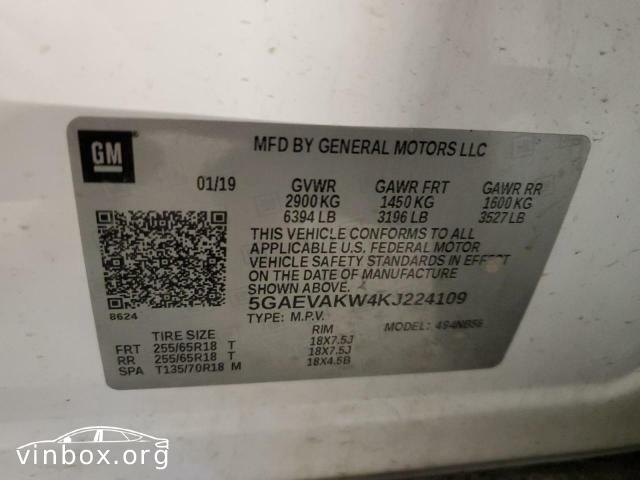 GM
MFD BY GENERAL MOTORS LLC
01/19 GVWR GAWR FRT GAWR RR
2900 KG 1450 KG 1600 KG
6394 LB 3196 LB 3527 LB
THIS VEHICLE CONFORMS TO ALL
APPLICABLE U.S. FEDERAL MOTOR
VEHICLE SAFETY STANDARDS IN EFFECT
ON THE DATE OF MANUFACTURE
SHOWN ABOVE.
8624
5GAEVAKW4KJ224109
TYPE: M.P.V. MODEL: 4S4NB56
TIRE SIZE RIM
FRT 255/65R18 T 18X7.5J
RR 255/65R18 T 18X7.5J
SPA T135/70R18 M 18X4.5B
vinbox.org